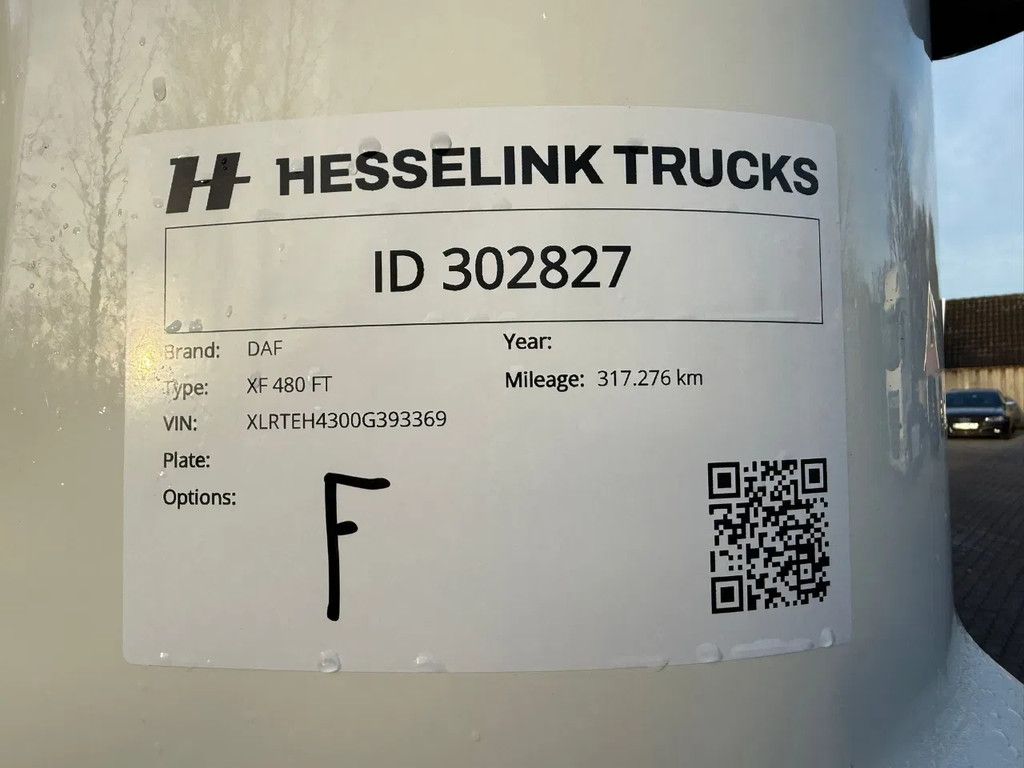 H HESSELINK TRUCKS
ID 302827
Brand: DAF
Year:
Type: XF 480 FT
Mileage: 317.276 km
VIN: XLRTEH4300G393369
Plate:
Options:
F